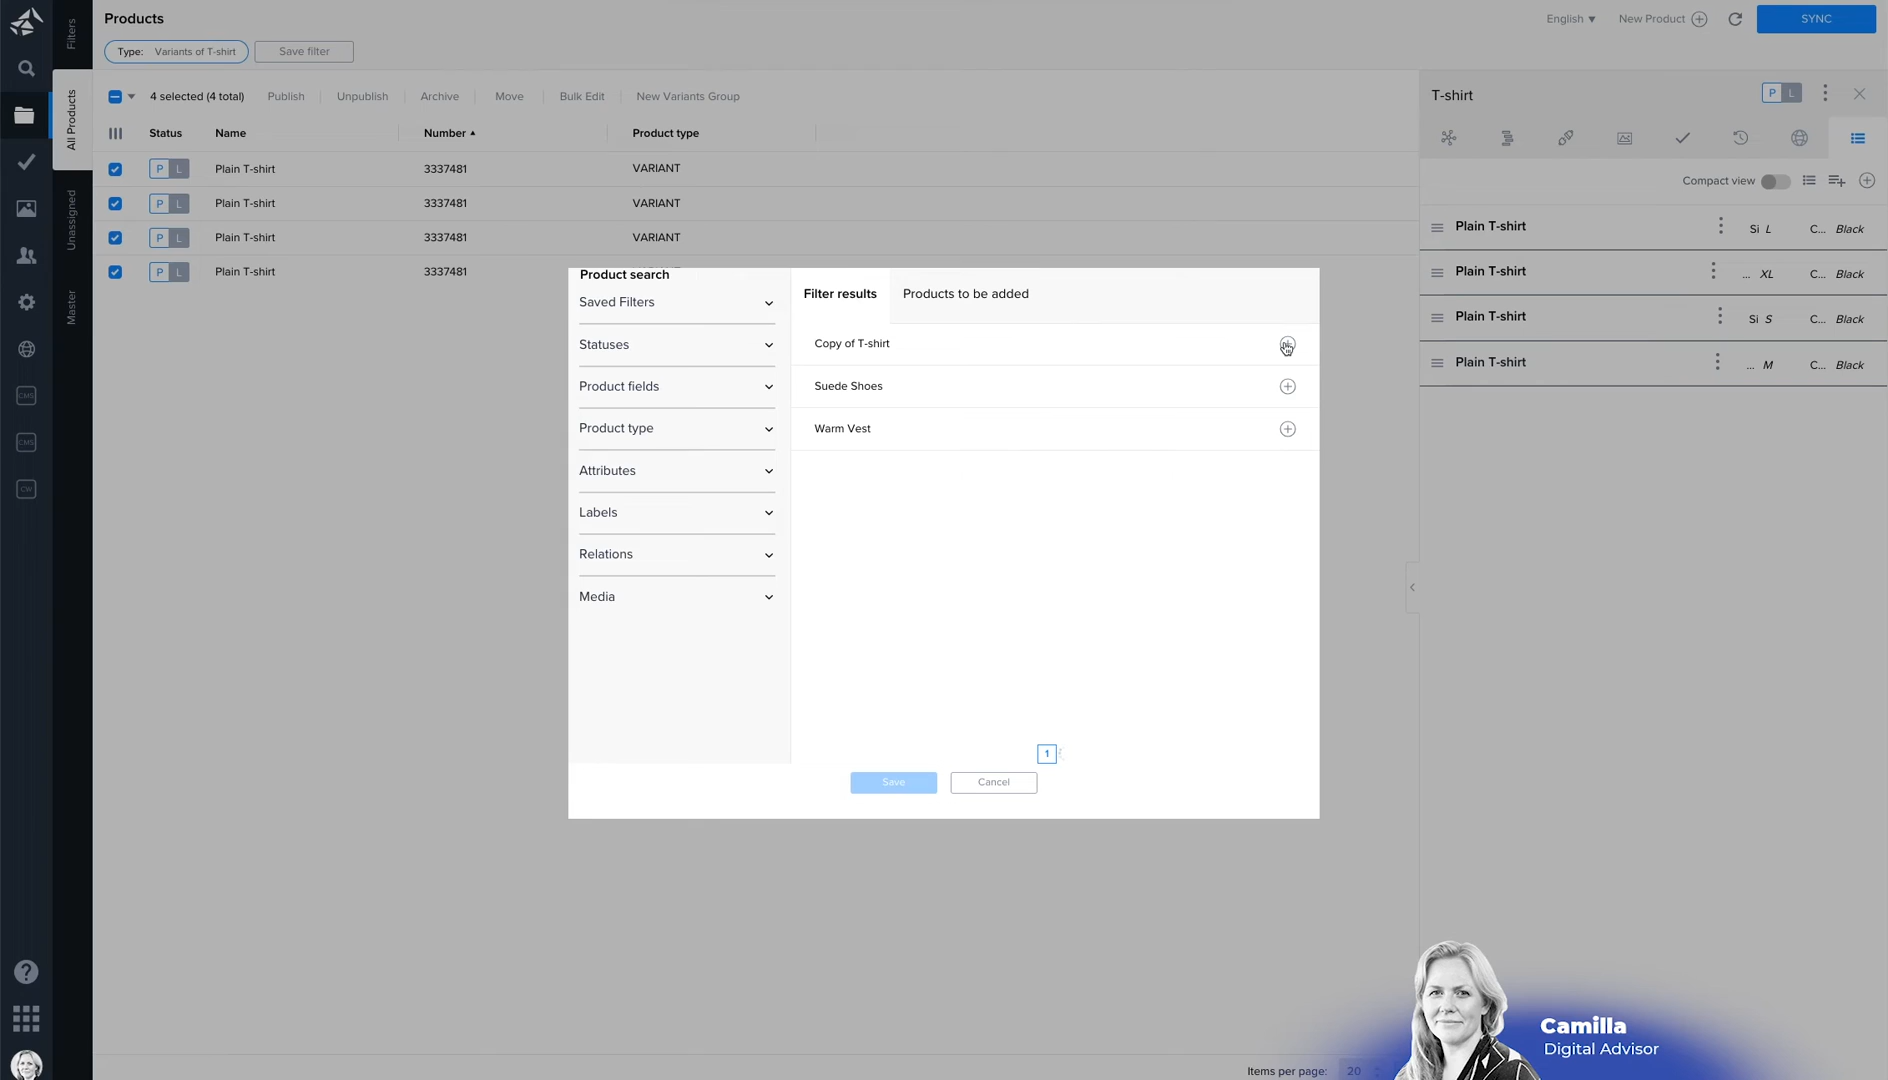 Products
English
New Product
SYNC
Type: Variants of T-shirt
Save filter
Filters
All Products
Unassigned
Master
4 selected (4 total)
Publish
Unpublish
Archive
Move
Bulk Edit
New Variants Group
Status
Name
Number
Product type
P L Plain T-shirt 3337481 VARIANT
P L Plain T-shirt 3337481 VARIANT
P L Plain T-shirt 3337481 VARIANT
P L Plain T-shirt 3337481
CMS
CMS
CW
Product search
Saved Filters
Statuses
Product fields
Product type
Attributes
Labels
Relations
Media
Filter results
Products to be added
Copy of T-shirt
Suede Shoes
Warm Vest
1
Save
Cancel
T-shirt
P L
Compact view
Plain T-shirt Si L C... Black
Plain T-shirt ... XL C... Black
Plain T-shirt Si S C... Black
Plain T-shirt ... M C... Black
Camilla
Digital Advisor
Items per page: 20